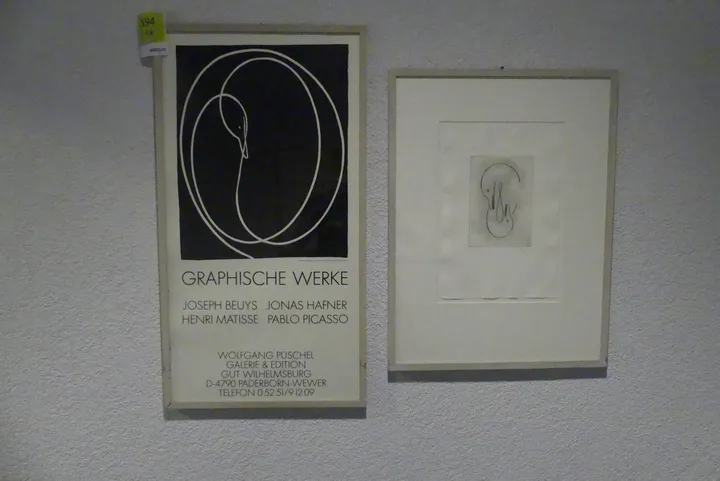 394
GRAPHISCHE WERKE
JOSEPH BEUYS JONAS HAFNER
HENRI MATISSE PABLO PICASSO
WOLFGANG PÜSCHEL
GALERIE & EDITION
GUT WILHELMSBURG
D-4790 PADERBORN-WEWER
TELEFON 0 52 51/9 12 09